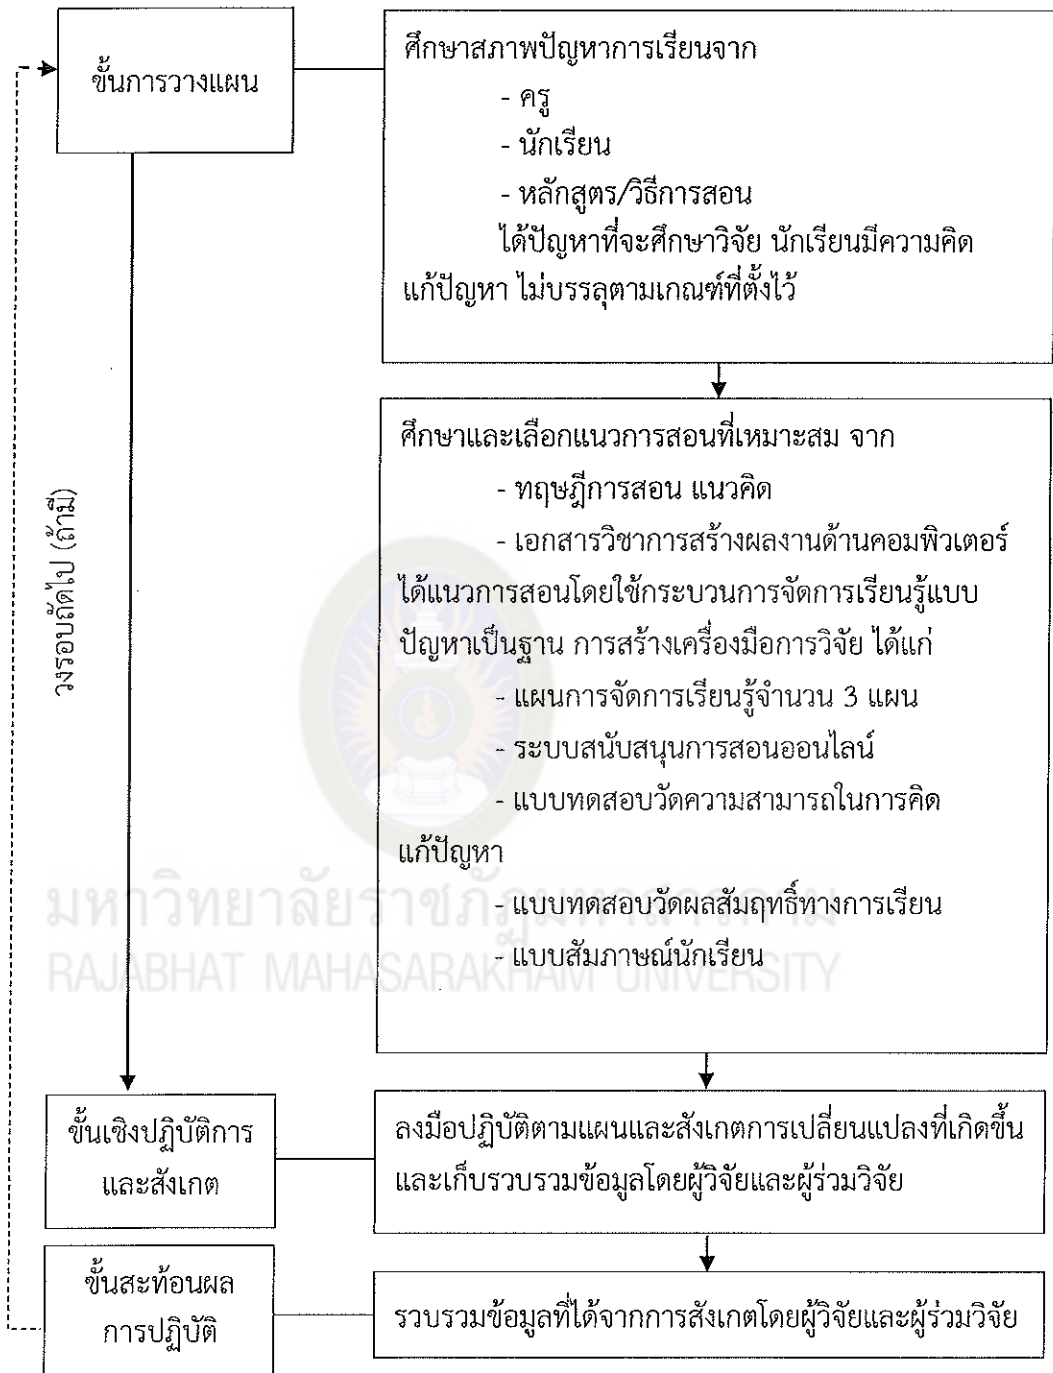 ขั้นการวางแผน
ศึกษาสภาพปัญหาการเรียนจาก
- ครู
- นักเรียน
- หลักสูตร/วิธีการสอน
ได้ปัญหาที่จะศึกษาวิจัย นักเรียนมีความคิด
แก้ปัญหา ไม่บรรลุตามเกณฑ์ที่ตั้งไว้
ศึกษาและเลือกแนวการสอนที่เหมาะสม จาก
- ทฤษฎีการสอน แนวคิด
- เอกสารวิชาการสร้างผลงานด้านคอมพิวเตอร์
ได้แนวการสอนโดยใช้กระบวนการจัดการเรียนรู้แบบ
ปัญหาเป็นฐาน การสร้างเครื่องมือการวิจัย ได้แก่
- แผนการจัดการเรียนรู้จำนวน 3 แผน
- ระบบสนับสนุนการสอนออนไลน์
- แบบทดสอบวัดความสามารถในการคิด
แก้ปัญหา
- แบบทดสอบวัดผลสัมฤทธิ์ทางการเรียน
- แบบสัมภาษณ์นักเรียน
วงรอบถัดไป (ถ้ามี)
มหาวิทยาลัยราชภัฏมหาสารคาม
RAJABHAT MAHASARAKHAM UNIVERSITY
ขั้นเชิงปฏิบัติการ
และสังเกต
ลงมือปฏิบัติตามแผนและสังเกตการเปลี่ยนแปลงที่เกิดขึ้น
และเก็บรวบรวมข้อมูลโดยผู้วิจัยและผู้ร่วมวิจัย
ขั้นสะท้อนผล
การปฏิบัติ
รวบรวมข้อมูลที่ได้จากการสังเกตโดยผู้วิจัยและผู้ร่วมวิจัย